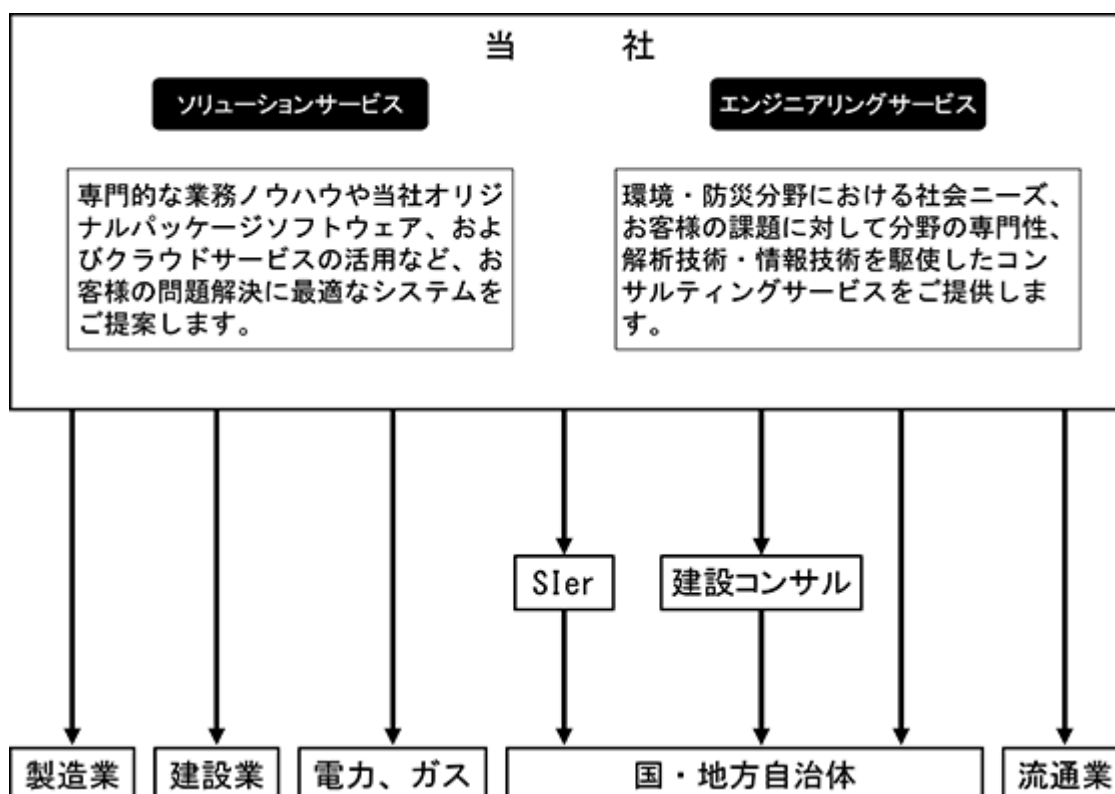 当　社
ソリューションサービス
エンジニアリングサービス
専門的な業務ノウハウや当社オリジ
ナルパッケージソフトウェア、およ
びクラウドサービスの活用など、お
客様の問題解決に最適なシステムを
ご提案します。
環境・防災分野における社会ニーズ、
お客様の課題に対して分野の専門性、
解析技術・情報技術を駆使したコン
サルティングサービスをご提供しま
す。
SIer
建設コンサル
製造業
建設業
電力、ガス
国・地方自治体
流通業